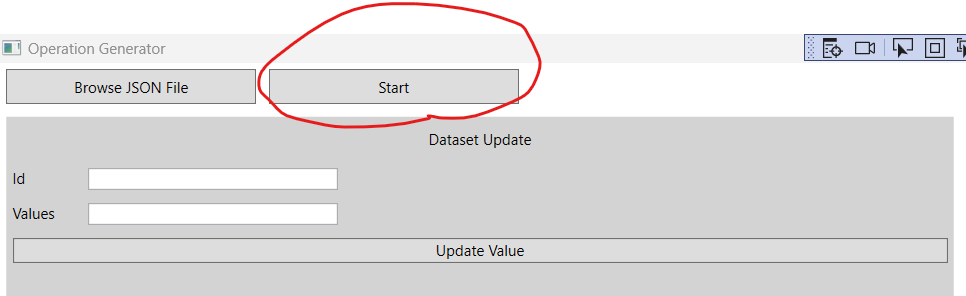 Operation Generator
Browse JSON File
Start
Dataset Update
Id
Values
Update Value